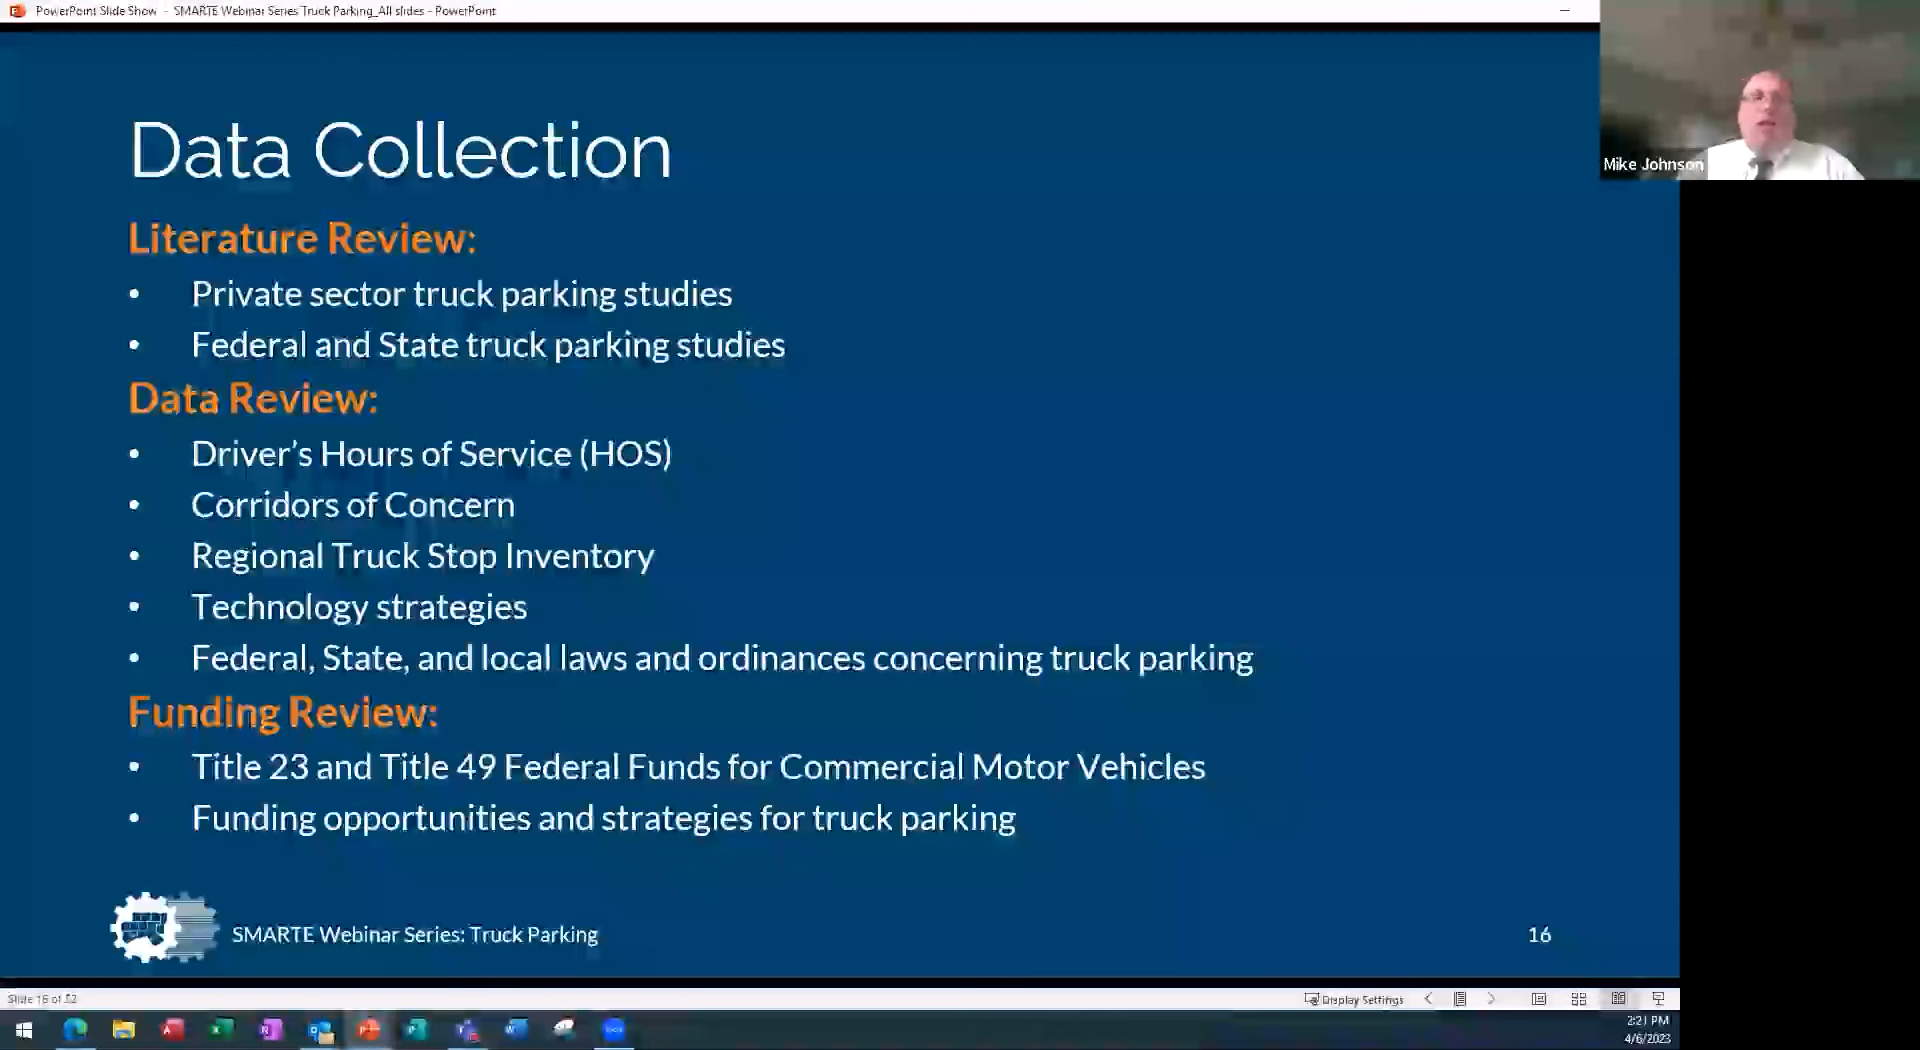 PowerPoint Slide Show - SMARTE Webinar Series Truck Parking_All slides - PowerPoint
Mike Johnson
Data Collection
Literature Review:
• Private sector truck parking studies
• Federal and State truck parking studies
Data Review:
• Driver's Hours of Service (HOS)
• Corridors of Concern
• Regional Truck Stop Inventory
• Technology strategies
• Federal, State, and local laws and ordinances concerning truck parking
Funding Review:
• Title 23 and Title 49 Federal Funds for Commercial Motor Vehicles
• Funding opportunities and strategies for truck parking
SMARTE Webinar Series: Truck Parking
16
Slide 16 of 52
Display Settings
2:21 PM
4/6/2023